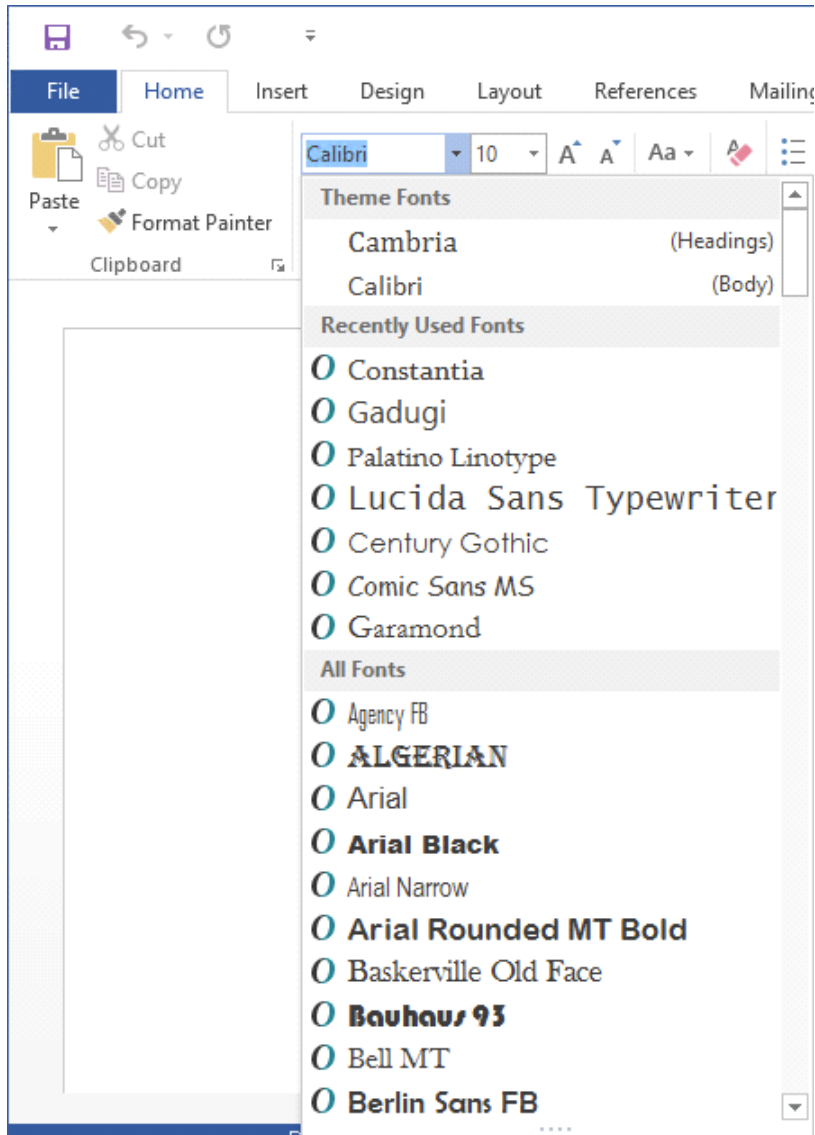 File Home Insert Design Layout References Mailing
Cut
Copy
Paste
Format Painter
Clipboard
Calibri 10 A A Aa
Theme Fonts
Cambria (Headings)
Calibri (Body)
Recently Used Fonts
O Constantia
O Gadugi
O Palatino Linotype
O Lucida Sans Typewriter
O Century Gothic
O Comic Sans MS
O Garamond
All Fonts
O Agency FB
O ALGERIAN
O Arial
O Arial Black
O Arial Narrow
O Arial Rounded MT Bold
O Baskerville Old Face
O Bauhaus 93
O Bell MT
O Berlin Sans FB